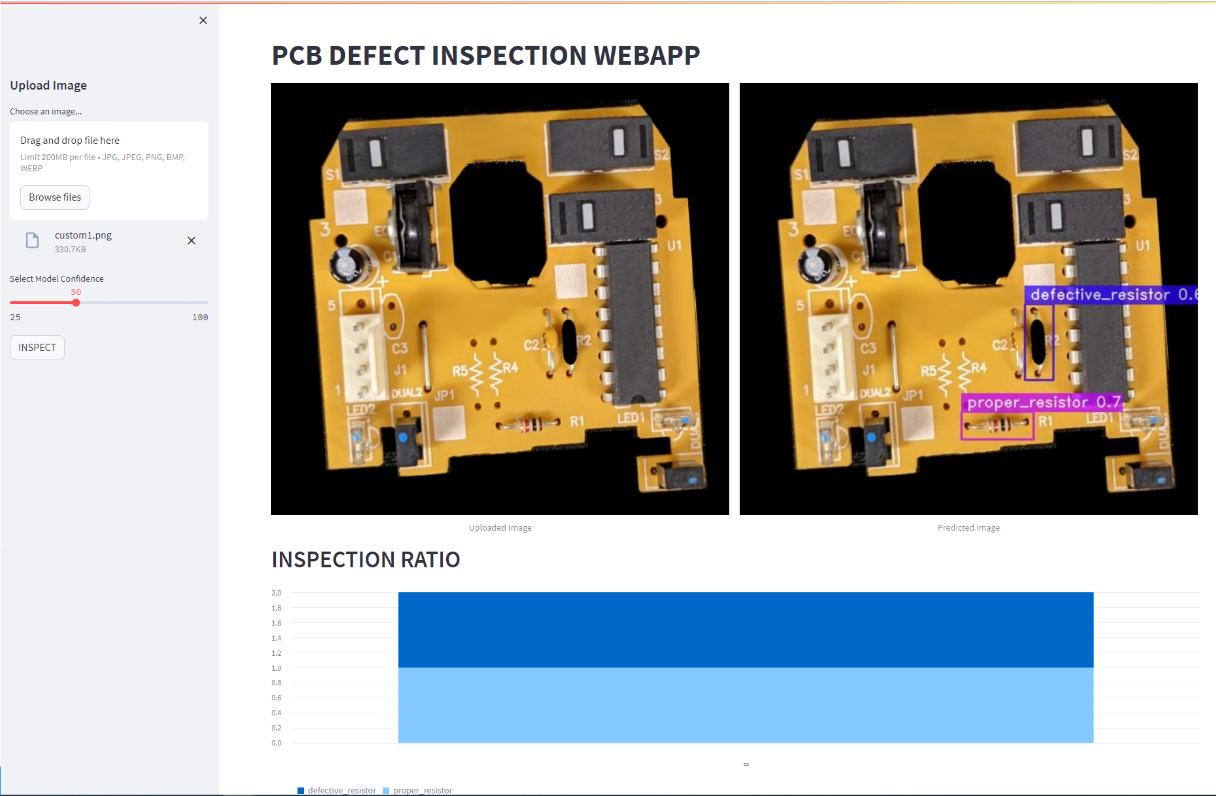 Upload Image
Choose an image...
Drag and drop file here
Limit 200MB per file • JPG, JPEG, PNG, BMP,
WEBP
Browse files
custom1.png
330.7KB
Select Model Confidence
50
25
100
INSPECT
PCB DEFECT INSPECTION WEBAPP
S1
S2
3
3
U1
5
C3
J1
1
DUAL2
JP1
LED2
R5
R4
C2
R2
R1
LED1
Uploaded Image
S1
S2
3
3
U1
5
C3
J1
1
DUAL2
JP1
LED2
R5
R4
C2
R1
defective_resistor 0.6
proper_resistor 0.7
Predicted Image
INSPECTION RATIO
2.0
1.8
1.6
1.4
1.2
1.0
0.8
0.6
0.4
0.2
0.0
defective_resistor
proper_resistor